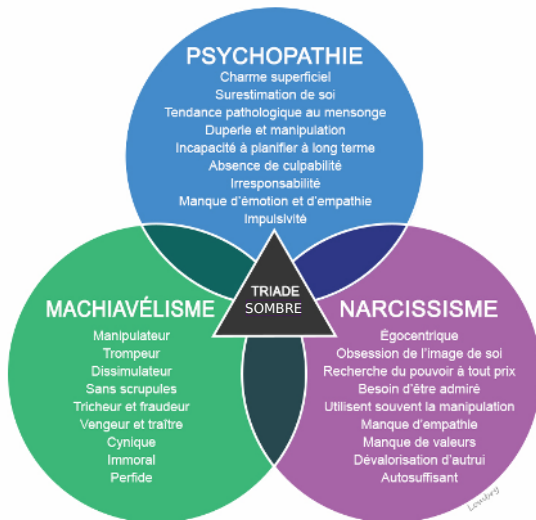 PSYCHOPATHIE
Charme superficiel
Surestimation de soi
Tendance pathologique au mensonge
Duperie et manipulation
Incapacité à planifier à long terme
Absence de culpabilité
Irresponsabilité
Manque d'émotion et d'empathie
Impulsivité
TRIADE
SOMBRE
MACHIAVÉLISME
Manipulateur
Trompeur
Dissimulateur
Sans scrupules
Tricheur et fraudeur
Vengeur et traître
Cynique
Immoral
Perfide
NARCISSISME
Égocentrique
Obsession de l'image de soi
Recherche du pouvoir à tout prix
Besoin d'être admiré
Utilisent souvent la manipulation
Manque d'empathie
Manque de valeurs
Dévalorisation d'autrui
Autosuffisant